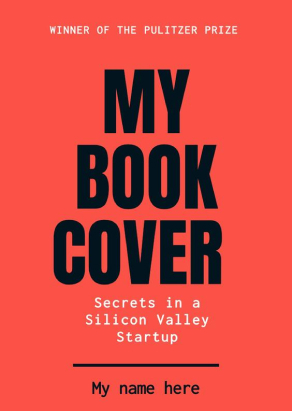 WINNER OF THE PULITZER PRIZE
MY
BOOK
COVER
Secrets in a
Silicon Valley
Startup
My name here